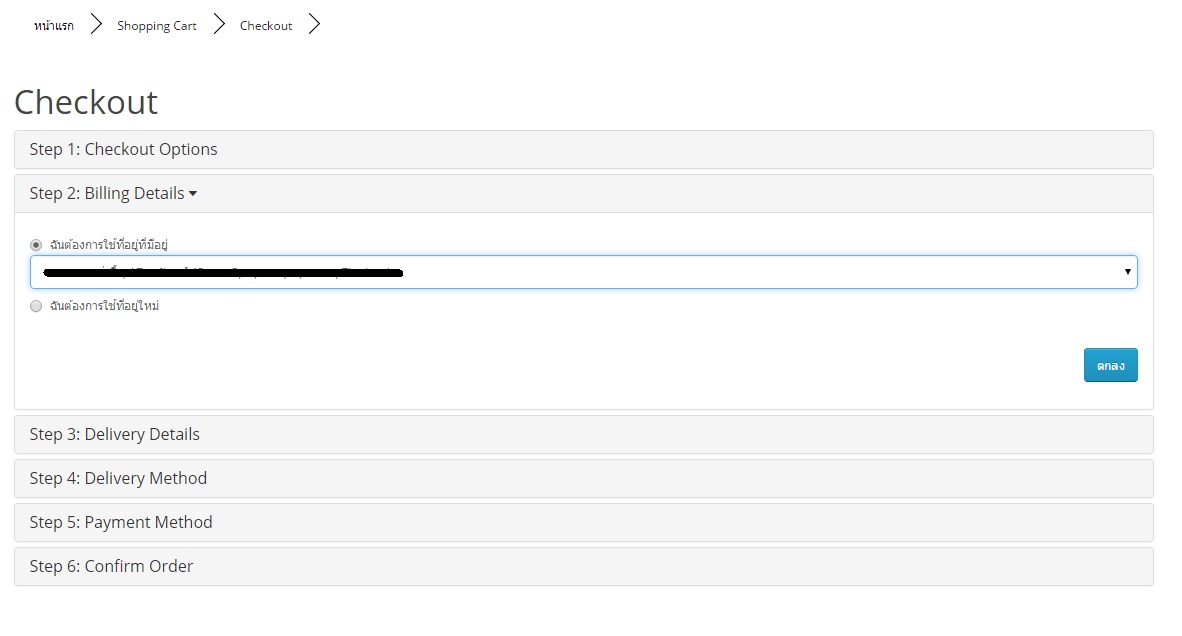 หน้าแรก Shopping Cart Checkout
Checkout
Step 1: Checkout Options
Step 2: Billing Details
ฉันต้องการใช้ที่อยู่ที่มีอยู่
ฉันต้องการใช้ที่อยู่ใหม่
ตกลง
Step 3: Delivery Details
Step 4: Delivery Method
Step 5: Payment Method
Step 6: Confirm Order